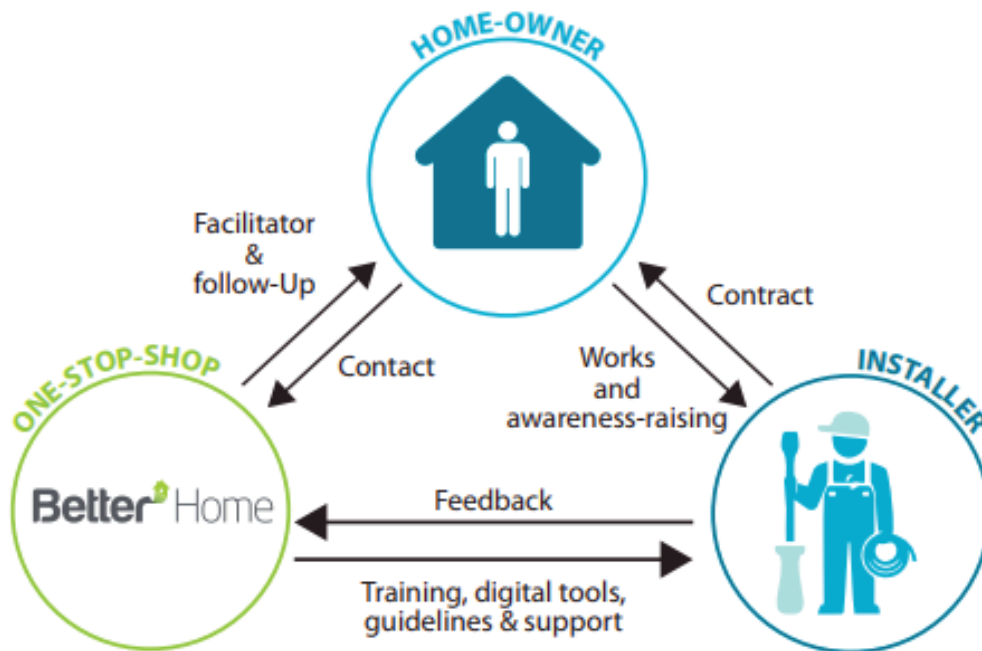 HOME-OWNER
Facilitator
&
follow-Up
Contact
Contract
Works
and
awareness-raising
ONE-STOP-SHOP
INSTALLER
Better Home
Feedback
Training, digital tools,
guidelines & support